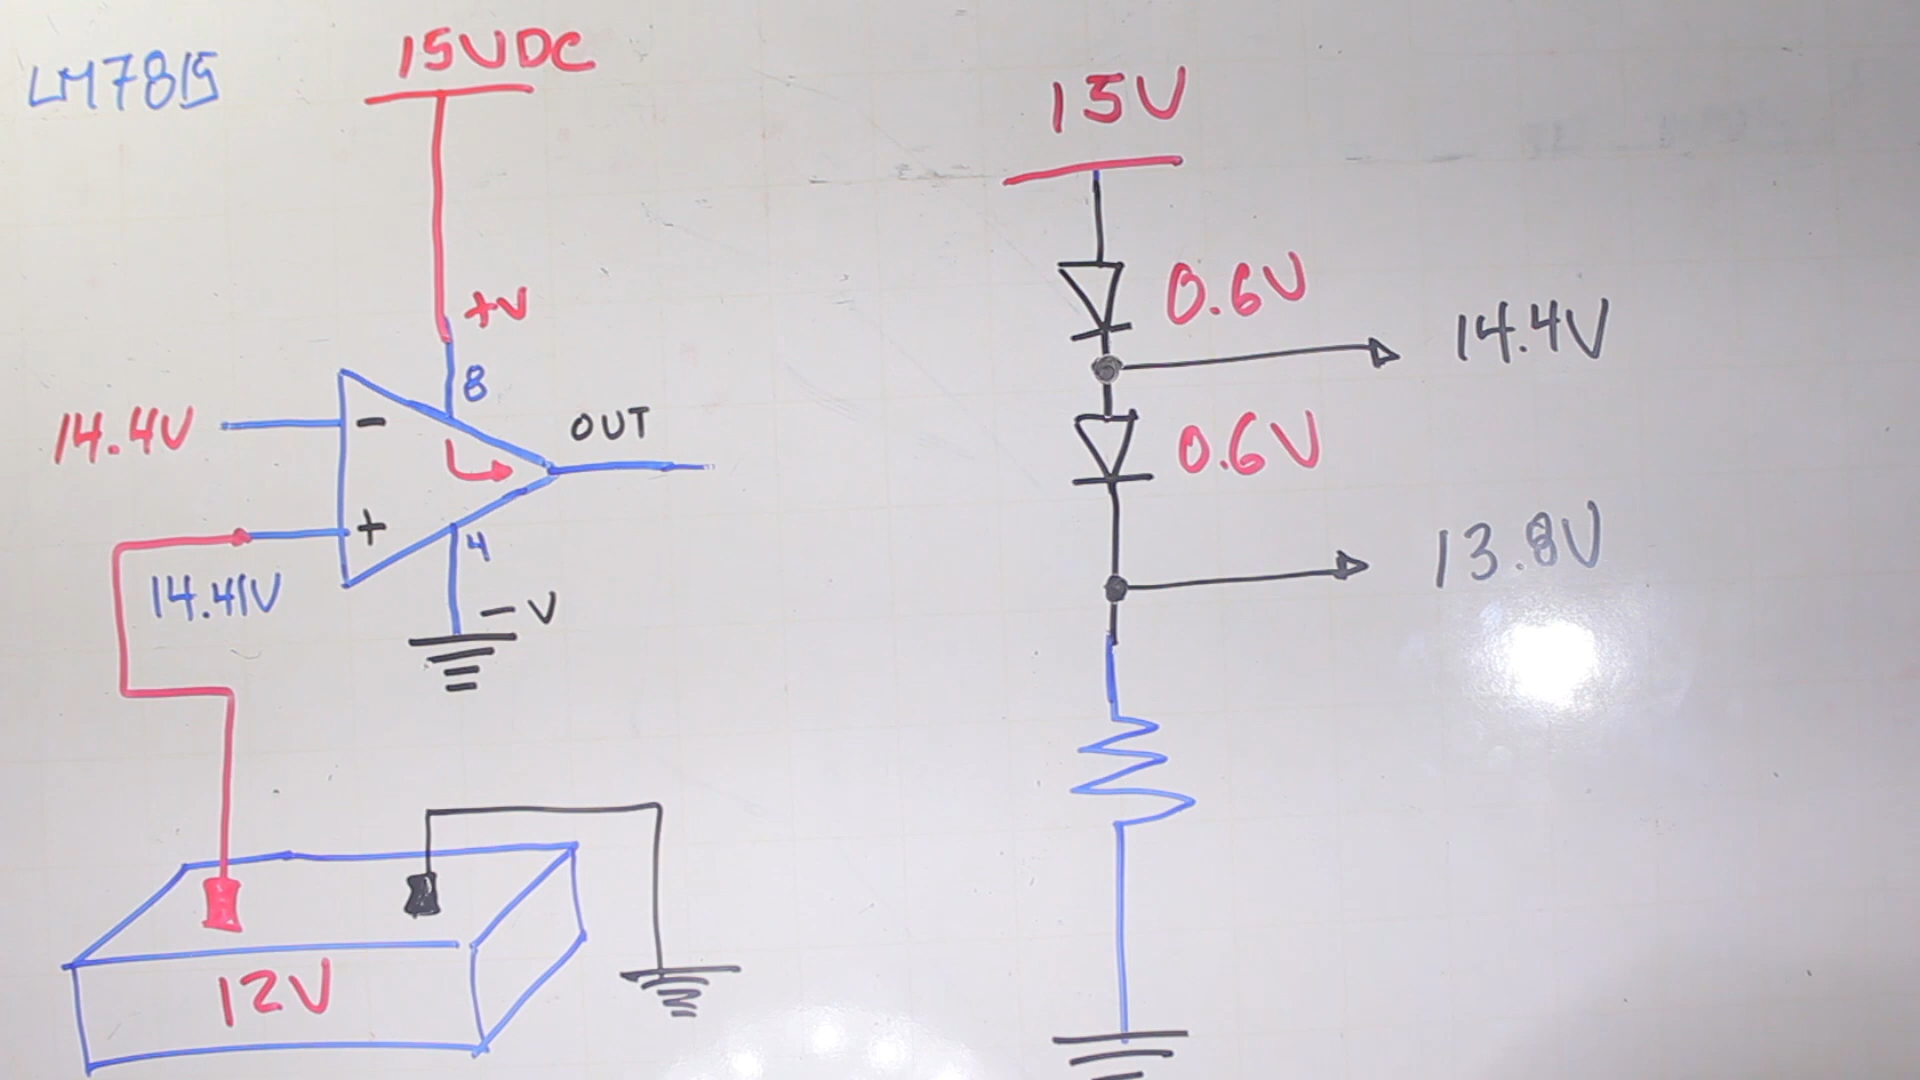 LM7815
15VDC
+V
8
14.4V
-
OUT
+
4
14.41V
- V
12V
15V
0.6V
14.4V
0.6V
13.8V